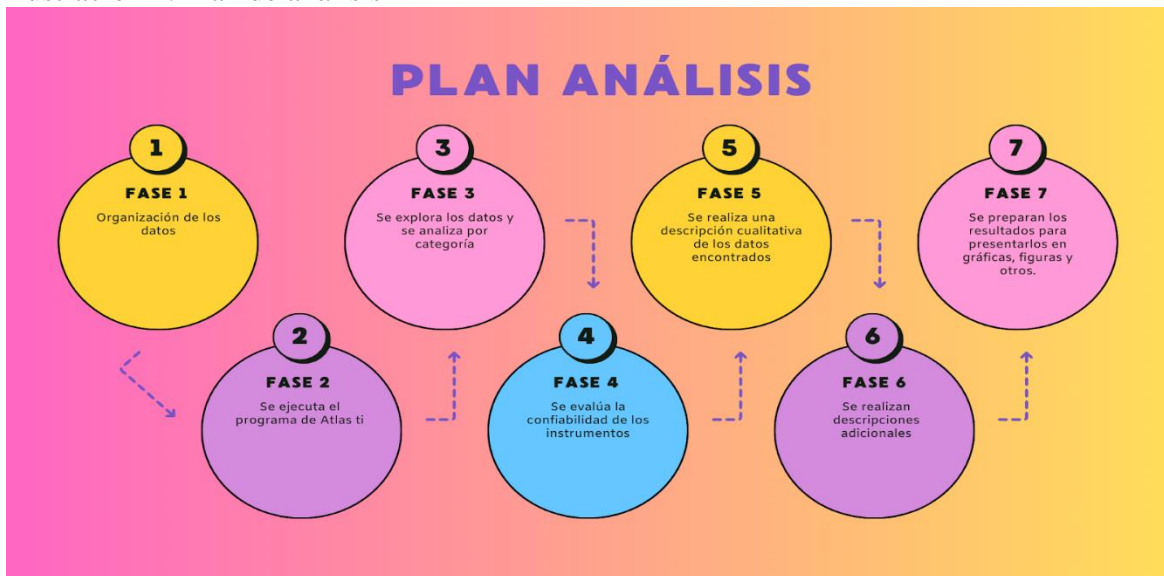 PLAN ANÁLISIS
1
FASE 1
Organización de los
datos
2
FASE 2
Se ejecuta el
programa de Atlas ti
3
FASE 3
Se explora los datos y
se analiza por
categoría
4
FASE 4
Se evalúa la
confiabilidad de los
instrumentos
5
FASE 5
Se realiza una
descripción cualitativa
de los datos
encontrados
6
FASE 6
Se realizan
descripciones
adicionales
7
FASE 7
Se preparan los
resultados para
presentarlos en
gráficas, figuras y
otros.